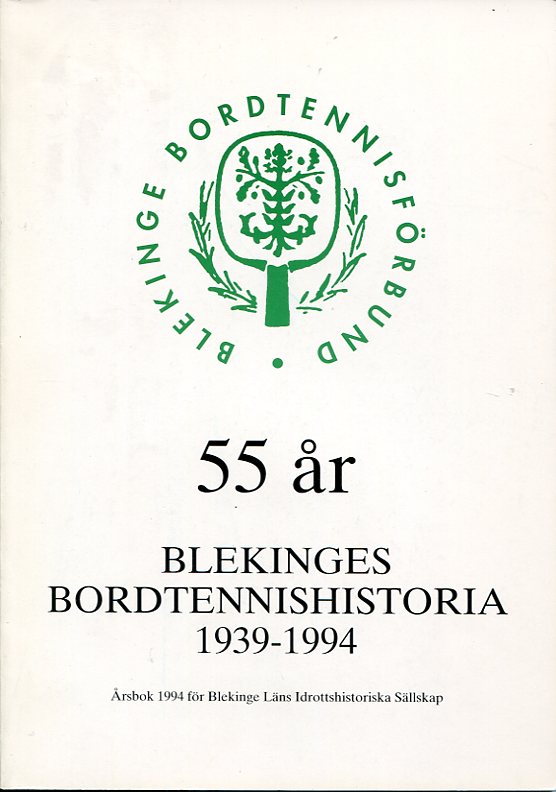 BLEKINGE BORDTENNISFÖRBUND •
55 år
BLEKINGES
BORDTENNISHISTORIA
1939-1994
Årsbok 1994 för Blekinge Läns Idrottshistoriska Sällskap